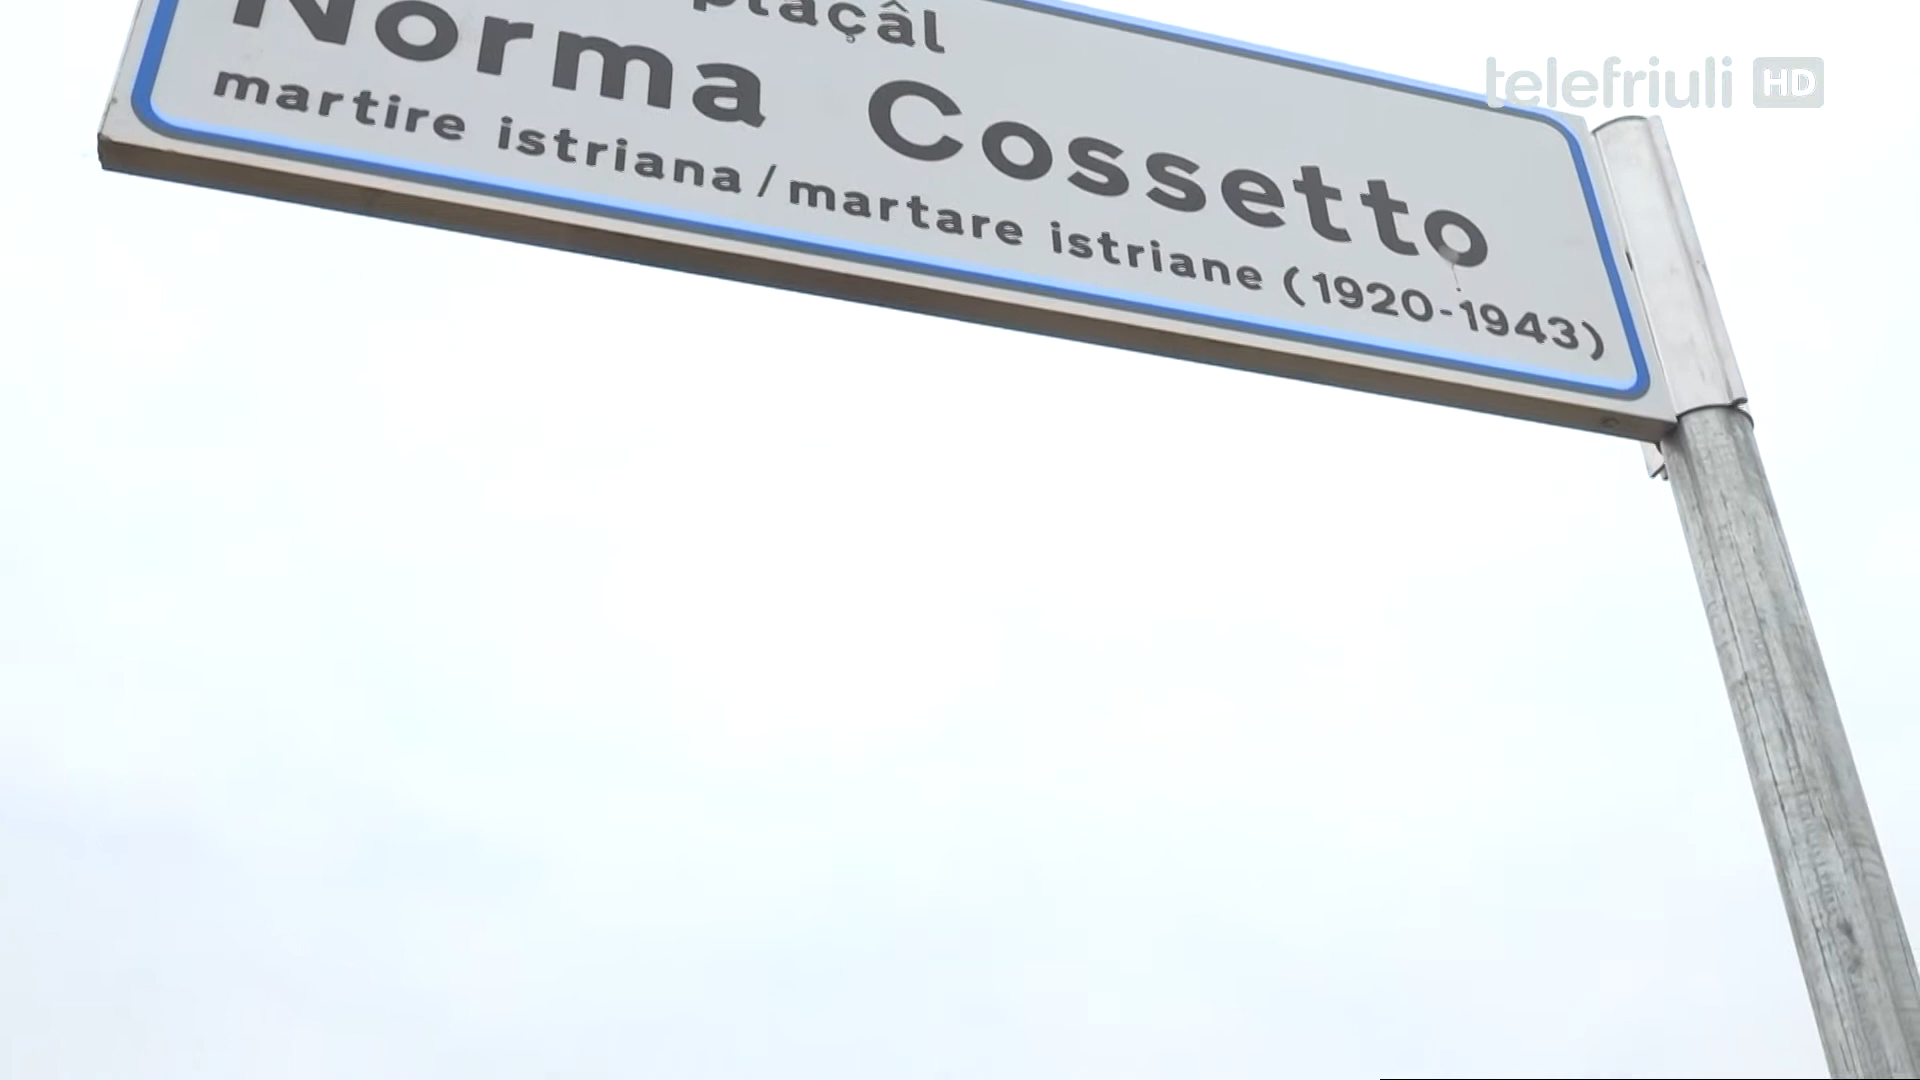 plaçâl
Norma Cossetto
martire istriana/martare istriane (1920-1943)
telefriuli HD